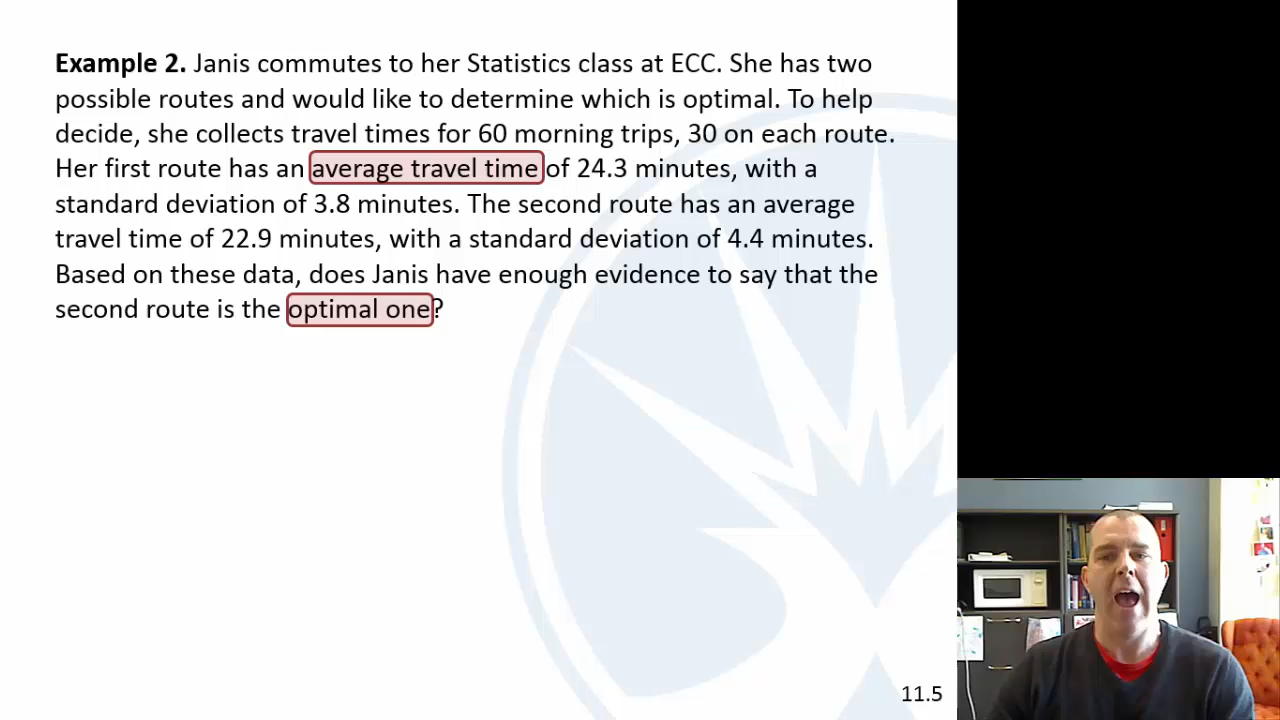 Example 2. Janis commutes to her Statistics class at ECC. She has two
possible routes and would like to determine which is optimal. To help
decide, she collects travel times for 60 morning trips, 30 on each route.
Her first route has an average travel time of 24.3 minutes, with a
standard deviation of 3.8 minutes. The second route has an average
travel time of 22.9 minutes, with a standard deviation of 4.4 minutes.
Based on these data, does Janis have enough evidence to say that the
second route is the optimal one?
11.5